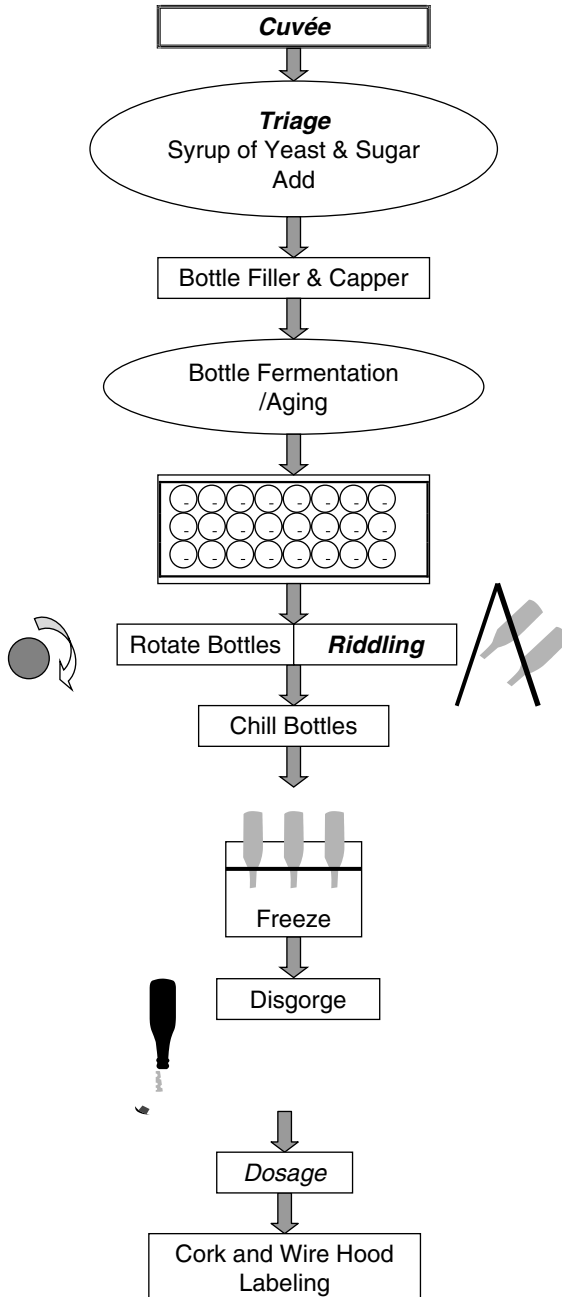 Cuvée
Triage
Syrup of Yeast & Sugar
Add
Bottle Filler & Capper
Bottle Fermentation
/Aging
Rotate Bottles Riddling
Chill Bottles
Freeze
Disgorge
Dosage
Cork and Wire Hood
Labeling